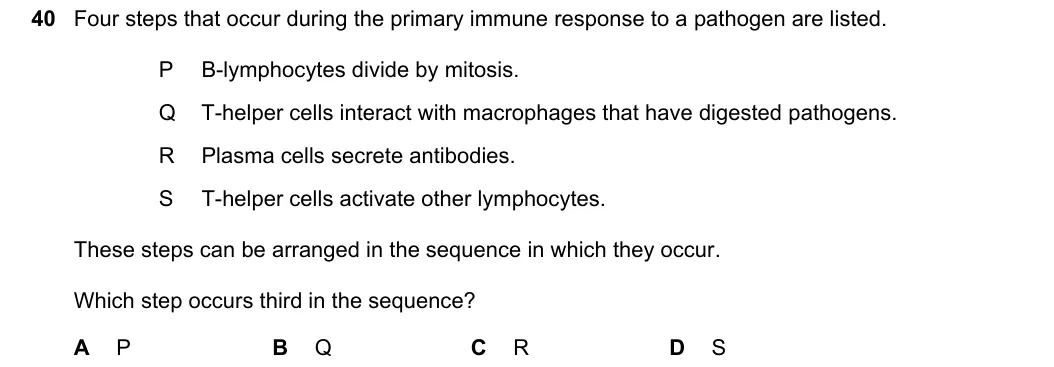 40 Four steps that occur during the primary immune response to a pathogen are listed.
P B-lymphocytes divide by mitosis.
Q T-helper cells interact with macrophages that have digested pathogens.
R Plasma cells secrete antibodies.
S T-helper cells activate other lymphocytes.
These steps can be arranged in the sequence in which they occur.
Which step occurs third in the sequence?
A P B Q C R D S